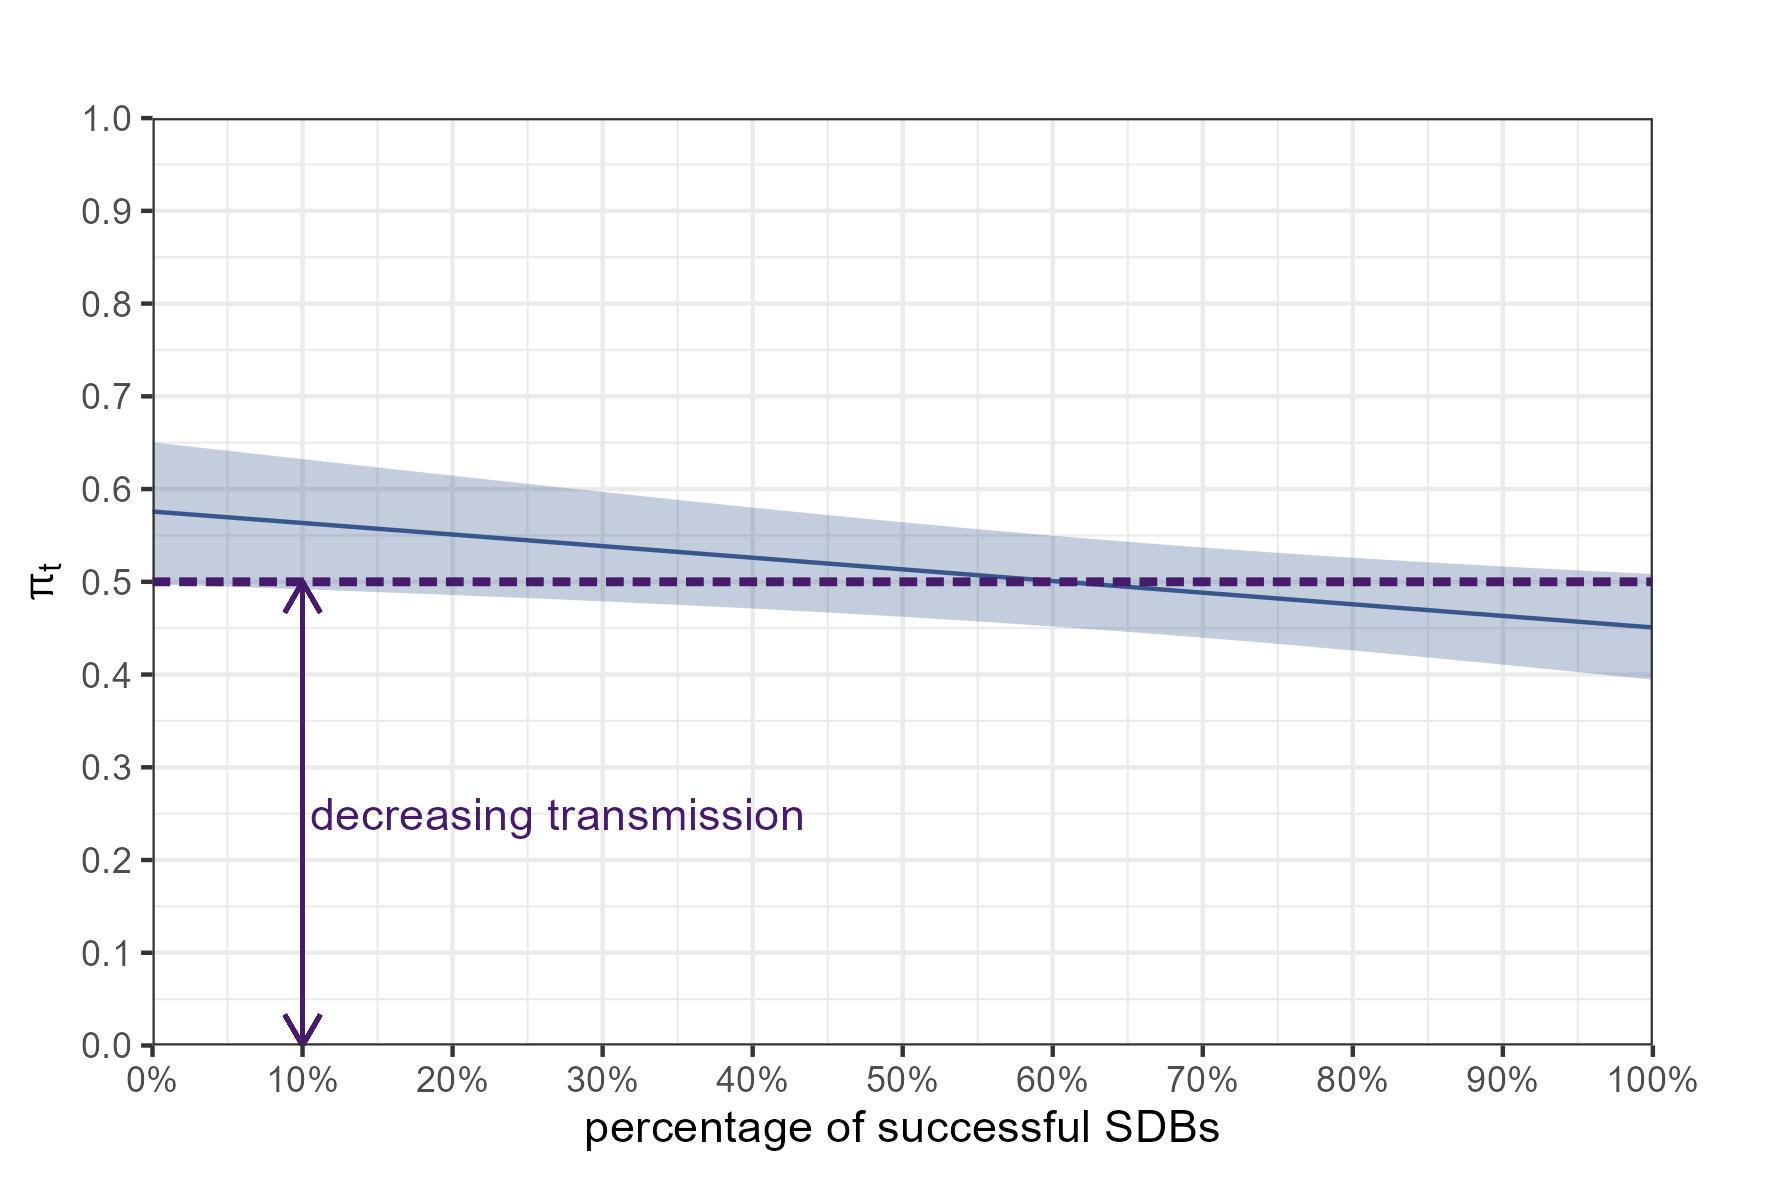 1.0
0.9
0.8
0.7
0.6
0.5
0.4
0.3
0.2
0.1
0.0
πt
decreasing transmission
0% 10% 20% 30% 40% 50% 60% 70% 80% 90% 100%
percentage of successful SDBs